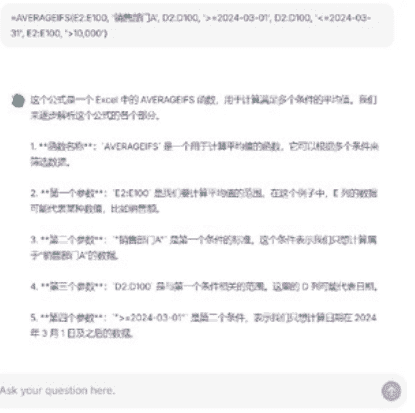 =AVERAGEIFS(E2:E100, '销售部门A', D2:D100, '>=2024-03-01', D2:D100, '<=2024-03-
31', E2:E100, '>10,000')
这个公式是一个 Excel 中的 AVERAGEIFS 函数，用于计算满足多个条件的平均值。我们
来逐步解析这个公式的各个部分。
1. **函数名称**：`AVERAGEIFS` 是一个用于计算平均值的函数，它可以根据多个条件来
筛选数据。
2. **第一个参数**：`E2:E100` 是我们要计算平均值的范围。在这个例子中，E 列的数据
可能代表某种数值，比如销售额。
3. **第二个参数**：`"销售部门A"` 是第一个条件的标准。这个条件表示我们只想计算属
于"销售部门A"的数据。
4. **第三个参数**：`D2:D100` 是与第一个条件相关的范围。这里的 D 列可能代表日期。
5. **第四个参数**：`">=2024-03-01"` 是第二个条件，表示我们只想计算日期在 2024
年 3 月 1 日及之后的数据。
Ask your question here.